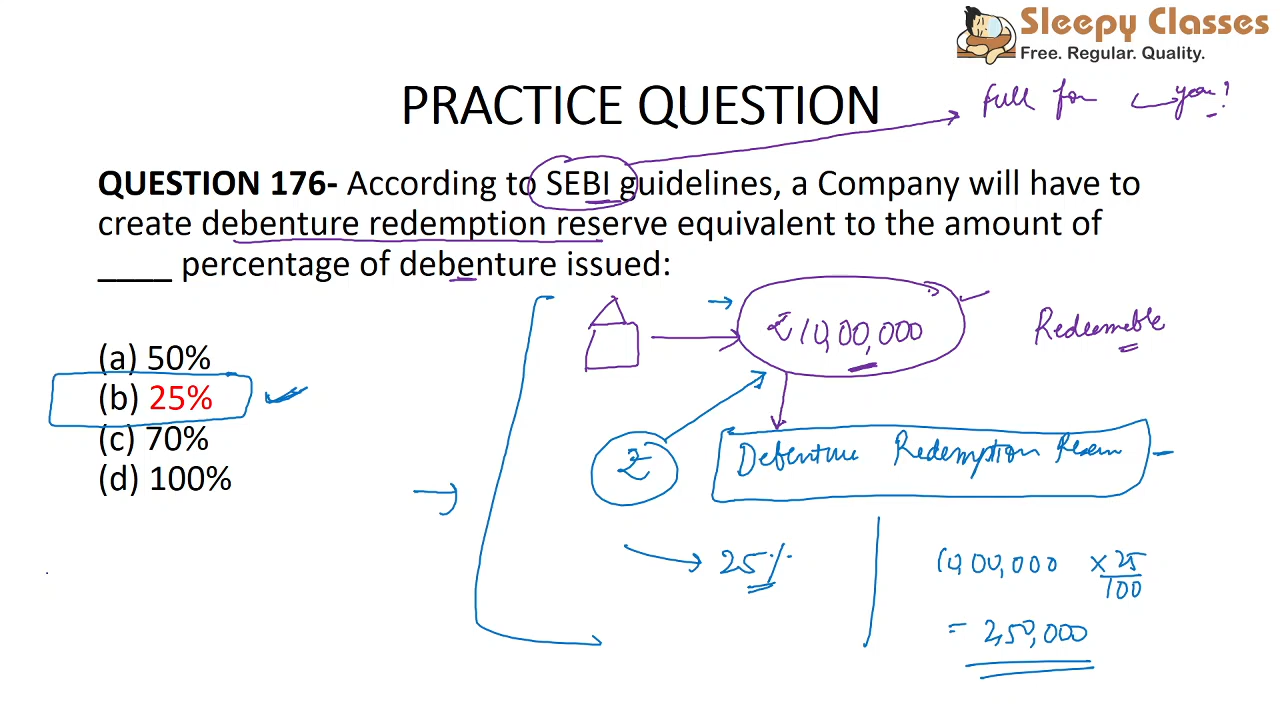 Sleepy Classes
Free. Regular. Quality.
full for you?
PRACTICE QUESTION
QUESTION 176- According to SEBI guidelines, a Company will have to
create debenture redemption reserve equivalent to the amount of
____ percentage of debenture issued:
₹10,00,000
Redeemable
(a) 50%
(b) 25%
(c) 70%
(d) 100%
₹
Debenture Redemption
25%
10,00,000 × 25/100
= 2,50,000